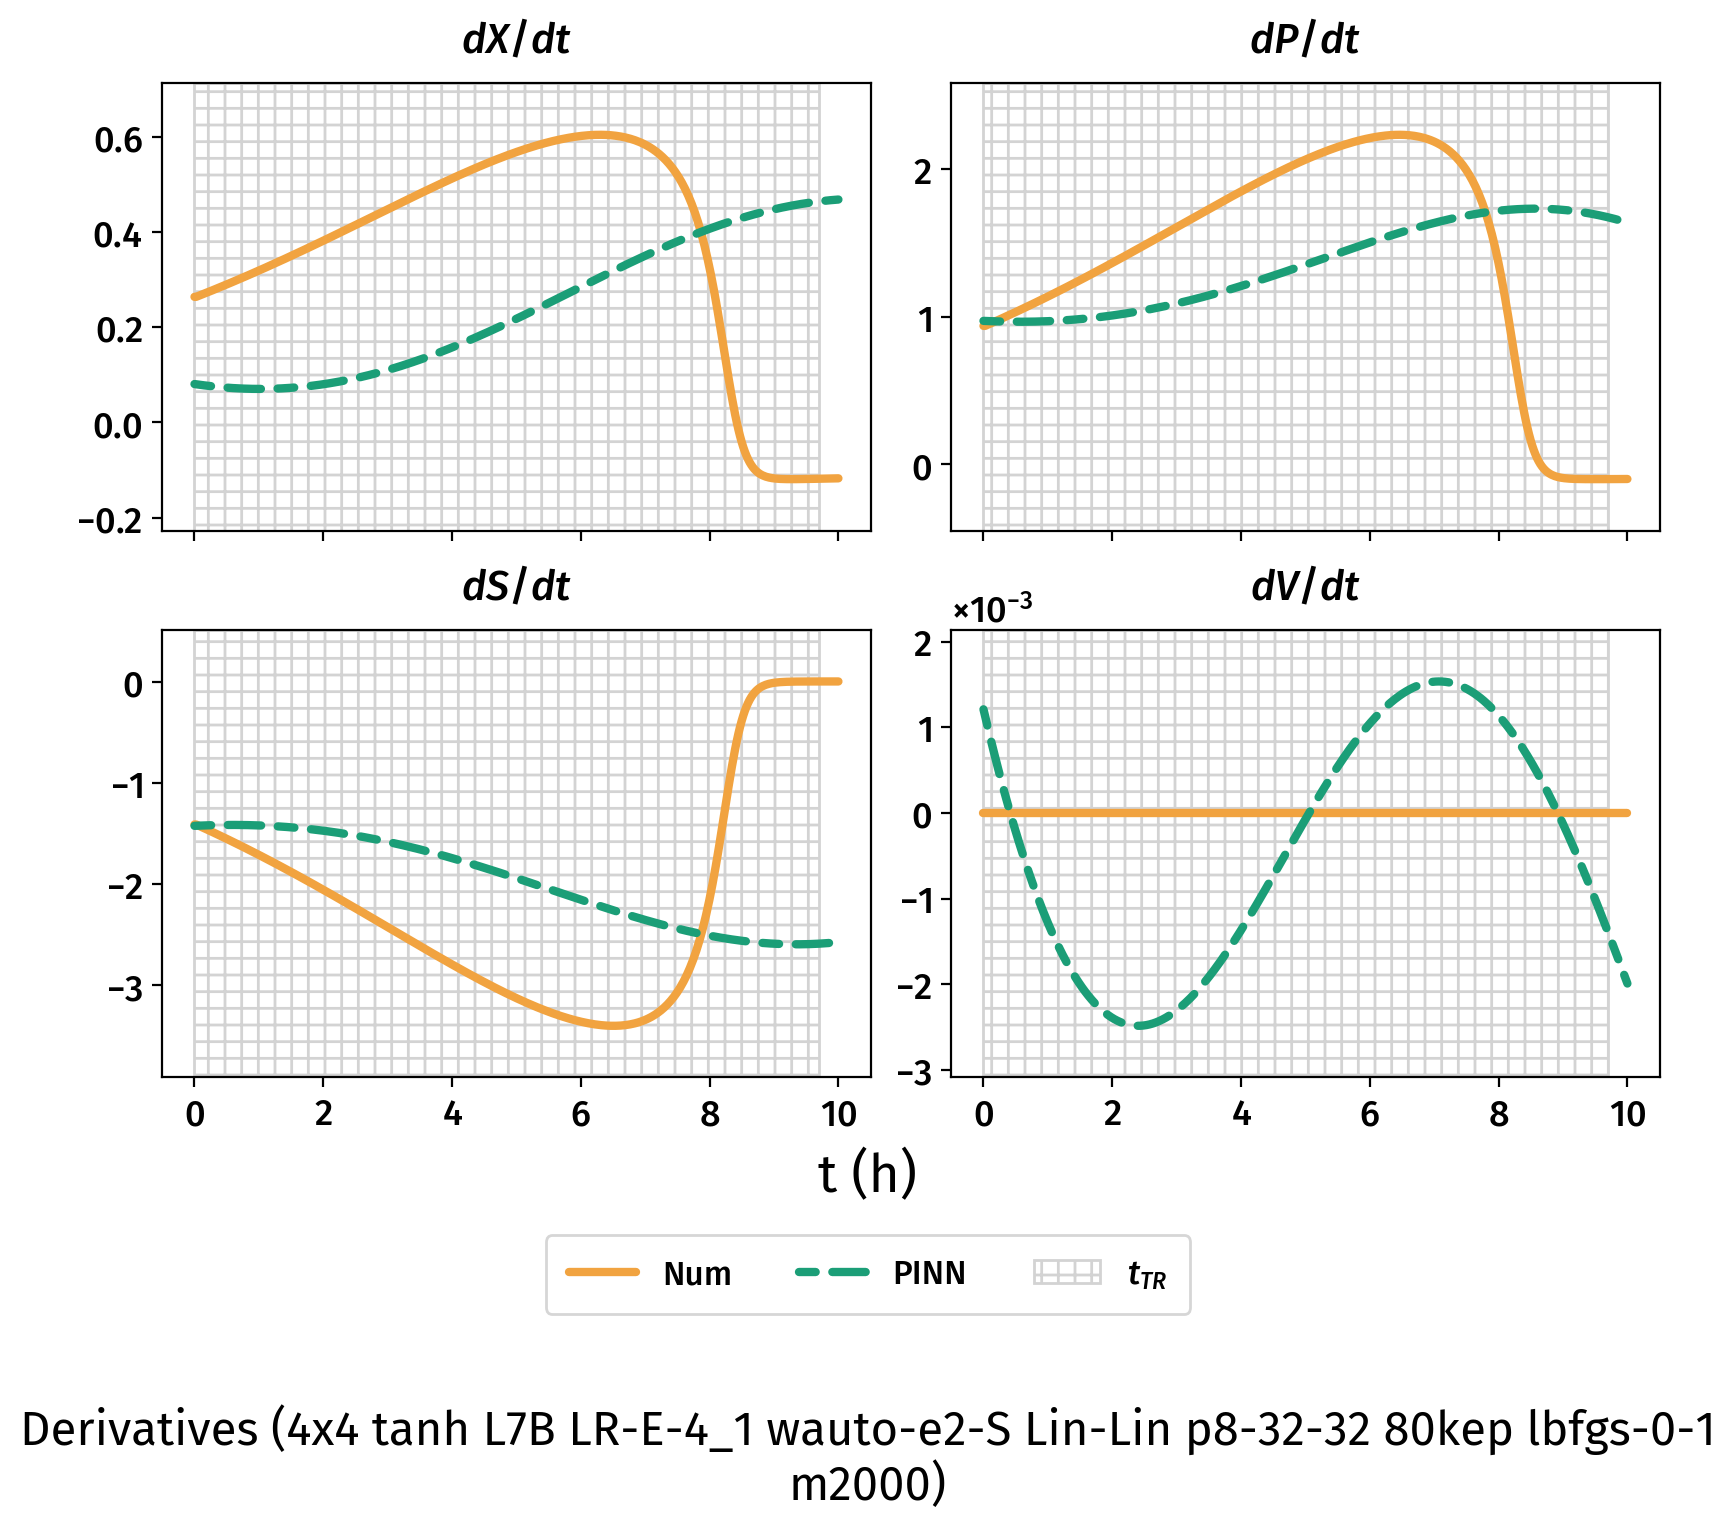 dX/dt
dP/dt
0.6
0.4
0.2
0.0
−0.2
2
1
0
dS/dt
dV/dt
×10⁻³
0
−1
−2
−3
2
1
0
−1
−2
−3
0 2 4 6 8 10
0 2 4 6 8 10
t (h)
Num PINN t_TR
Derivatives (4x4 tanh L7B LR-E-4_1 wauto-e2-S Lin-Lin p8-32-32 80kep lbfgs-0-1
m2000)